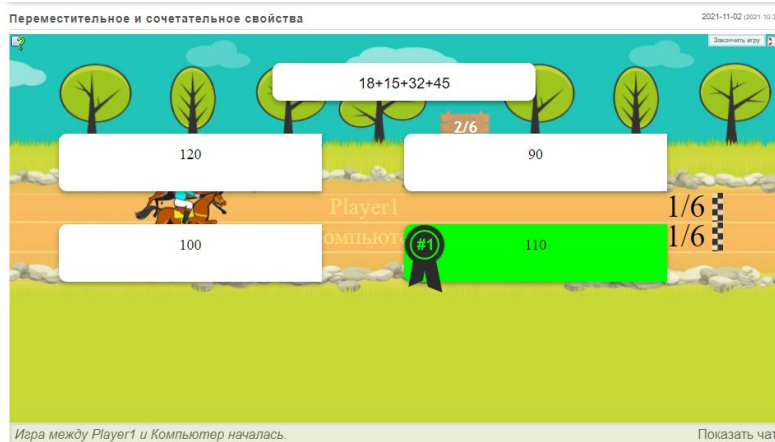 Переместительное и сочетательное свойства
2021-11-02
Закончить игру
18+15+32+45
2/6
120
90
Player1
1/6
1/6
100
#1
110
Игра между Player1 и Компьютер началась.
Показать чат